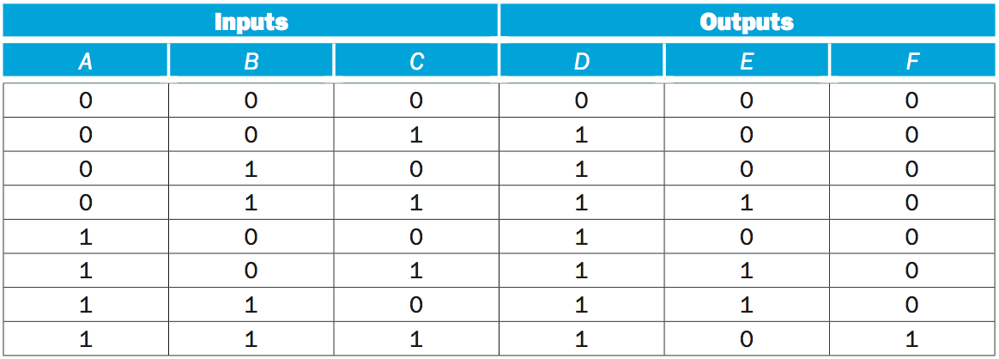 Inputs Outputs
A B C D E F
0 0 0 0 0 0
0 0 1 1 0 0
0 1 0 1 0 0
0 1 1 1 1 0
1 0 0 1 0 0
1 0 1 1 1 0
1 1 0 1 1 0
1 1 1 1 0 1